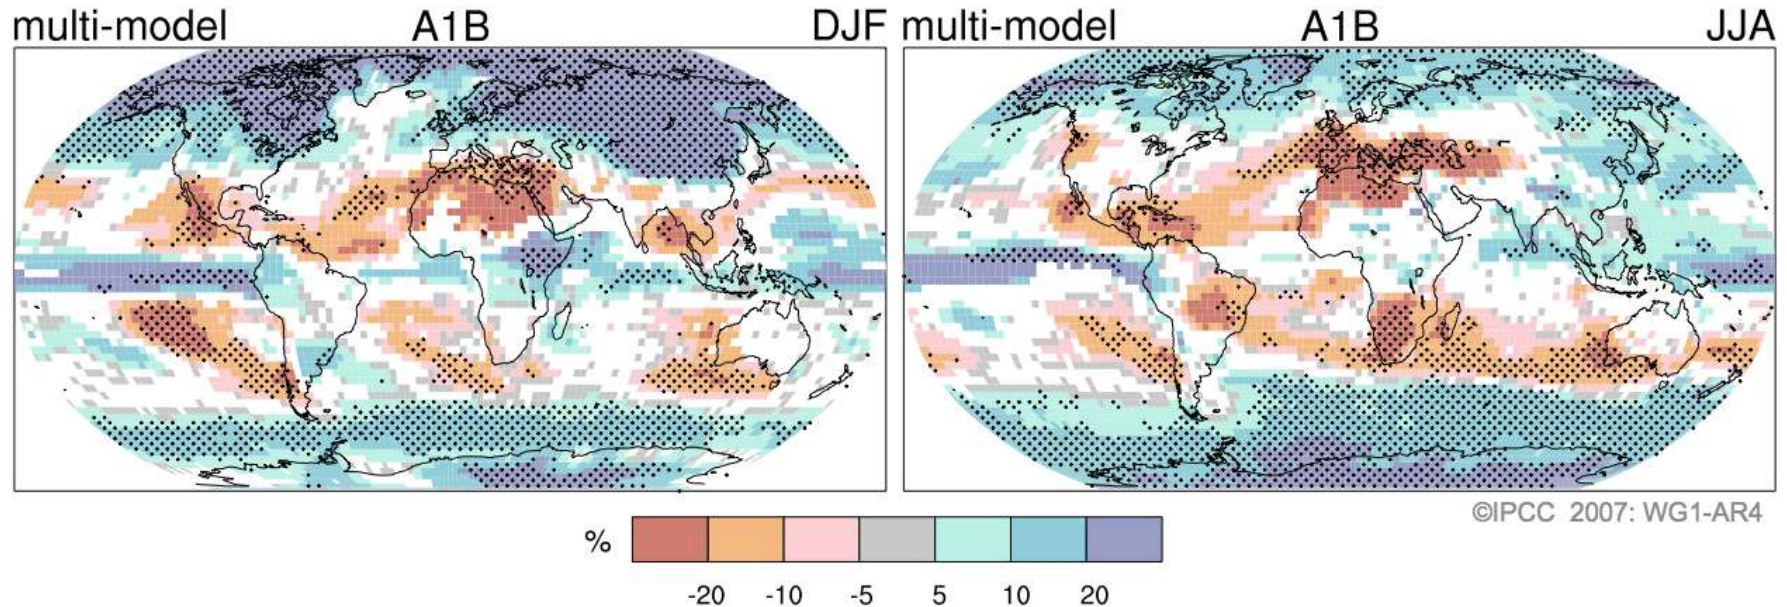 multi-model A1B DJF
multi-model A1B JJA
©IPCC 2007: WG1-AR4
%
-20 -10 -5 5 10 20